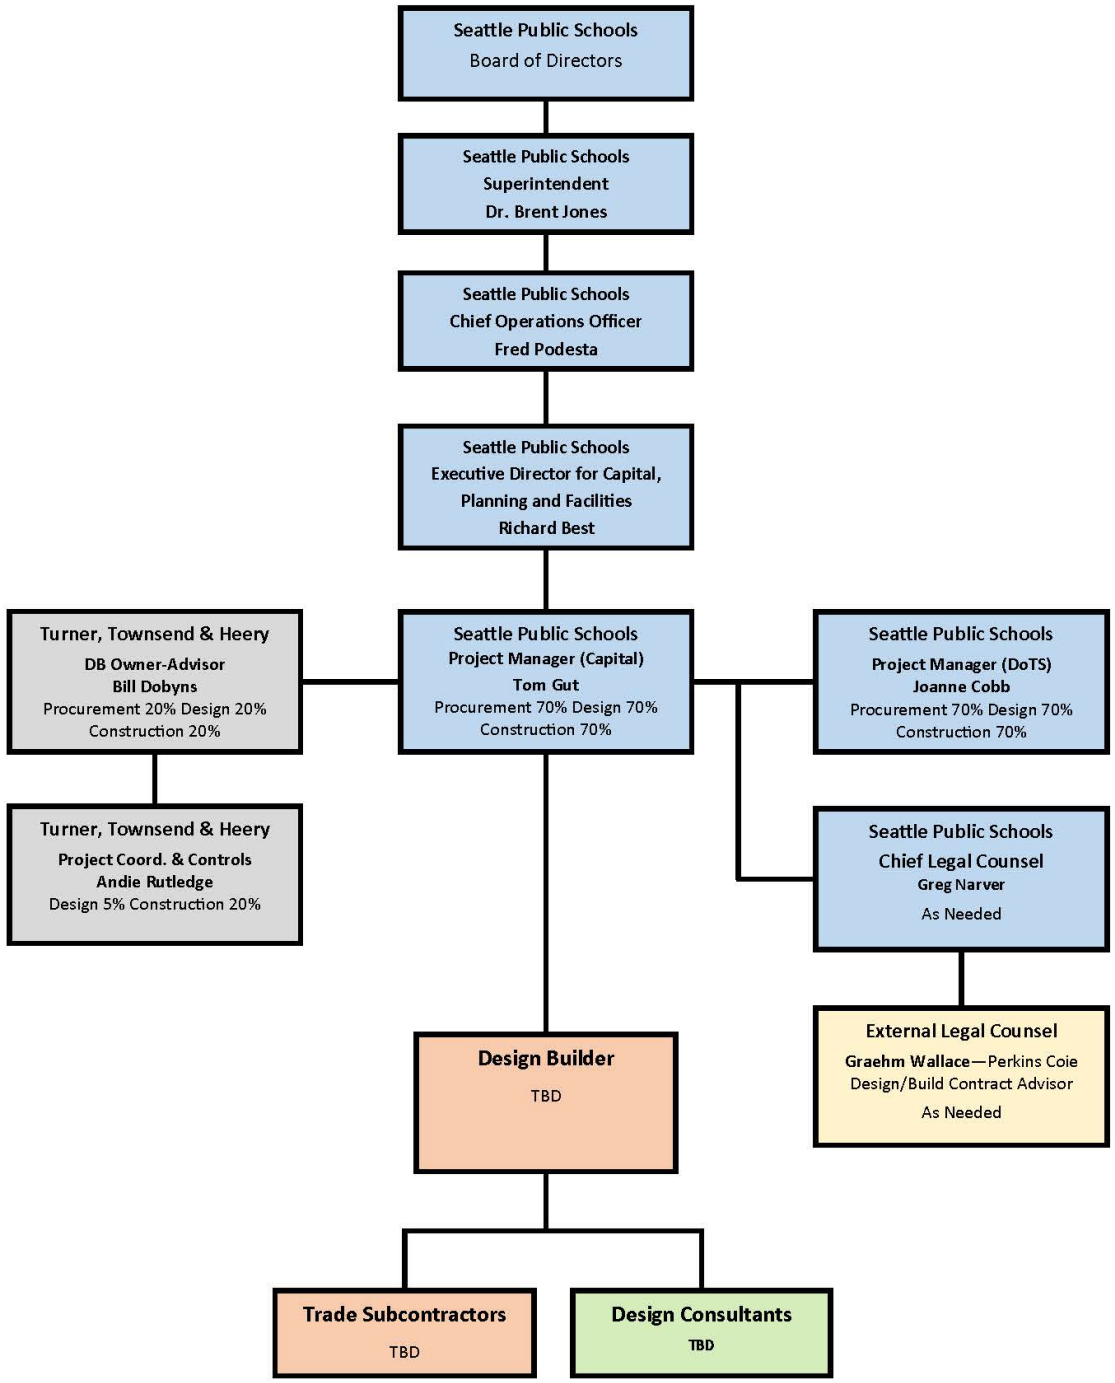 Seattle Public Schools
Board of Directors
Seattle Public Schools
Superintendent
Dr. Brent Jones
Seattle Public Schools
Chief Operations Officer
Fred Podesta
Seattle Public Schools
Executive Director for Capital,
Planning and Facilities
Richard Best
Turner, Townsend & Heery
DB Owner-Advisor
Bill Dobyns
Procurement 20% Design 20%
Construction 20%
Seattle Public Schools
Project Manager (Capital)
Tom Gut
Procurement 70% Design 70%
Construction 70%
Seattle Public Schools
Project Manager (DoTS)
Joanne Cobb
Procurement 70% Design 70%
Construction 70%
Turner, Townsend & Heery
Project Coord. & Controls
Andie Rutledge
Design 5% Construction 20%
Seattle Public Schools
Chief Legal Counsel
Greg Narver
As Needed
External Legal Counsel
Graehm Wallace—Perkins Coie
Design/Build Contract Advisor
As Needed
Design Builder
TBD
Trade Subcontractors
TBD
Design Consultants
TBD